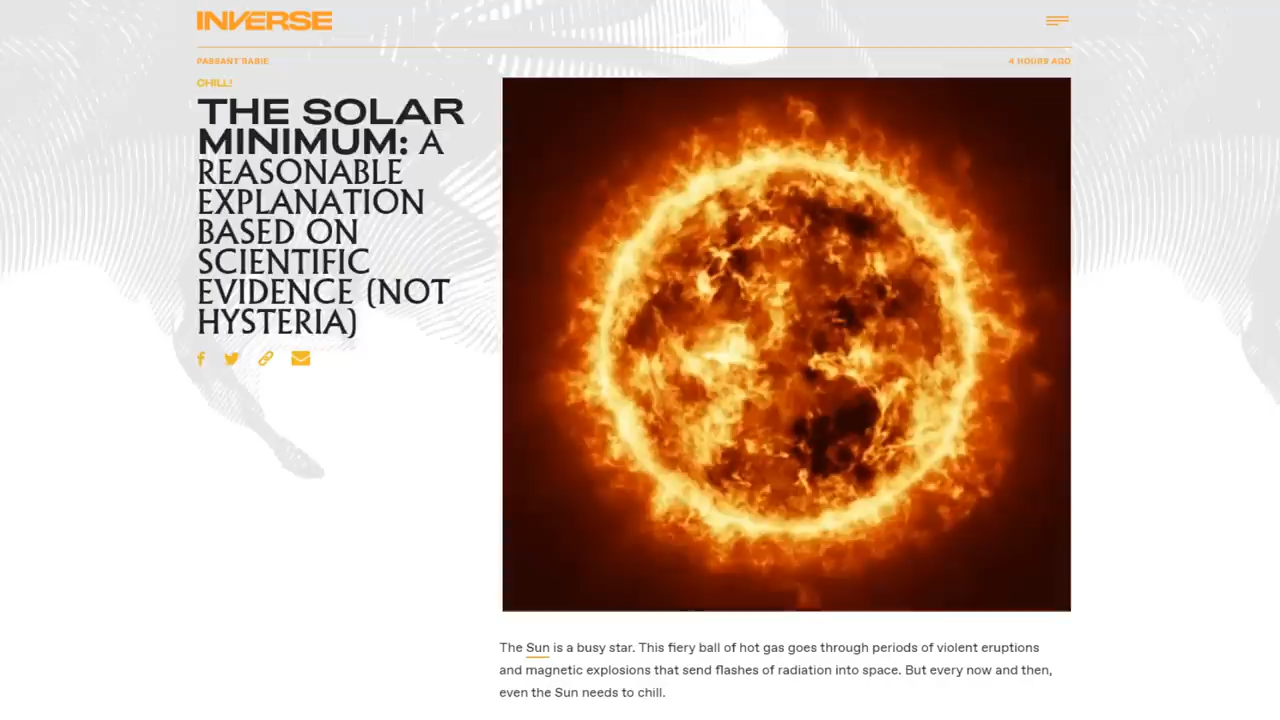 INVERSE
PASSANT RABIE
4 HOURS AGO
CHILL!
THE SOLAR
MINIMUM: A
REASONABLE
EXPLANATION
BASED ON
SCIENTIFIC
EVIDENCE (NOT
HYSTERIA)
The Sun is a busy star. This fiery ball of hot gas goes through periods of violent eruptions
and magnetic explosions that send flashes of radiation into space. But every now and then,
even the Sun needs to chill.